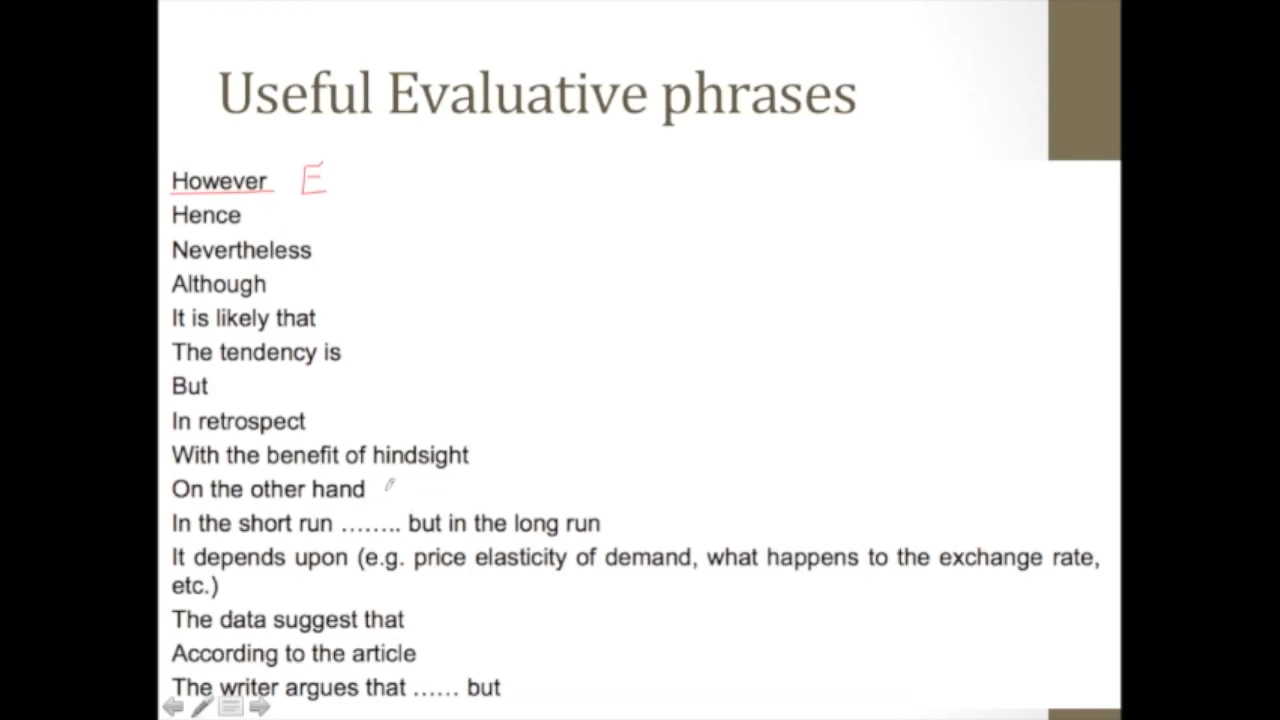 Useful Evaluative phrases
However E
Hence
Nevertheless
Although
It is likely that
The tendency is
But
In retrospect
With the benefit of hindsight
On the other hand
In the short run …….. but in the long run
It depends upon (e.g. price elasticity of demand, what happens to the exchange rate,
etc.)
The data suggest that
According to the article
The writer argues that …… but